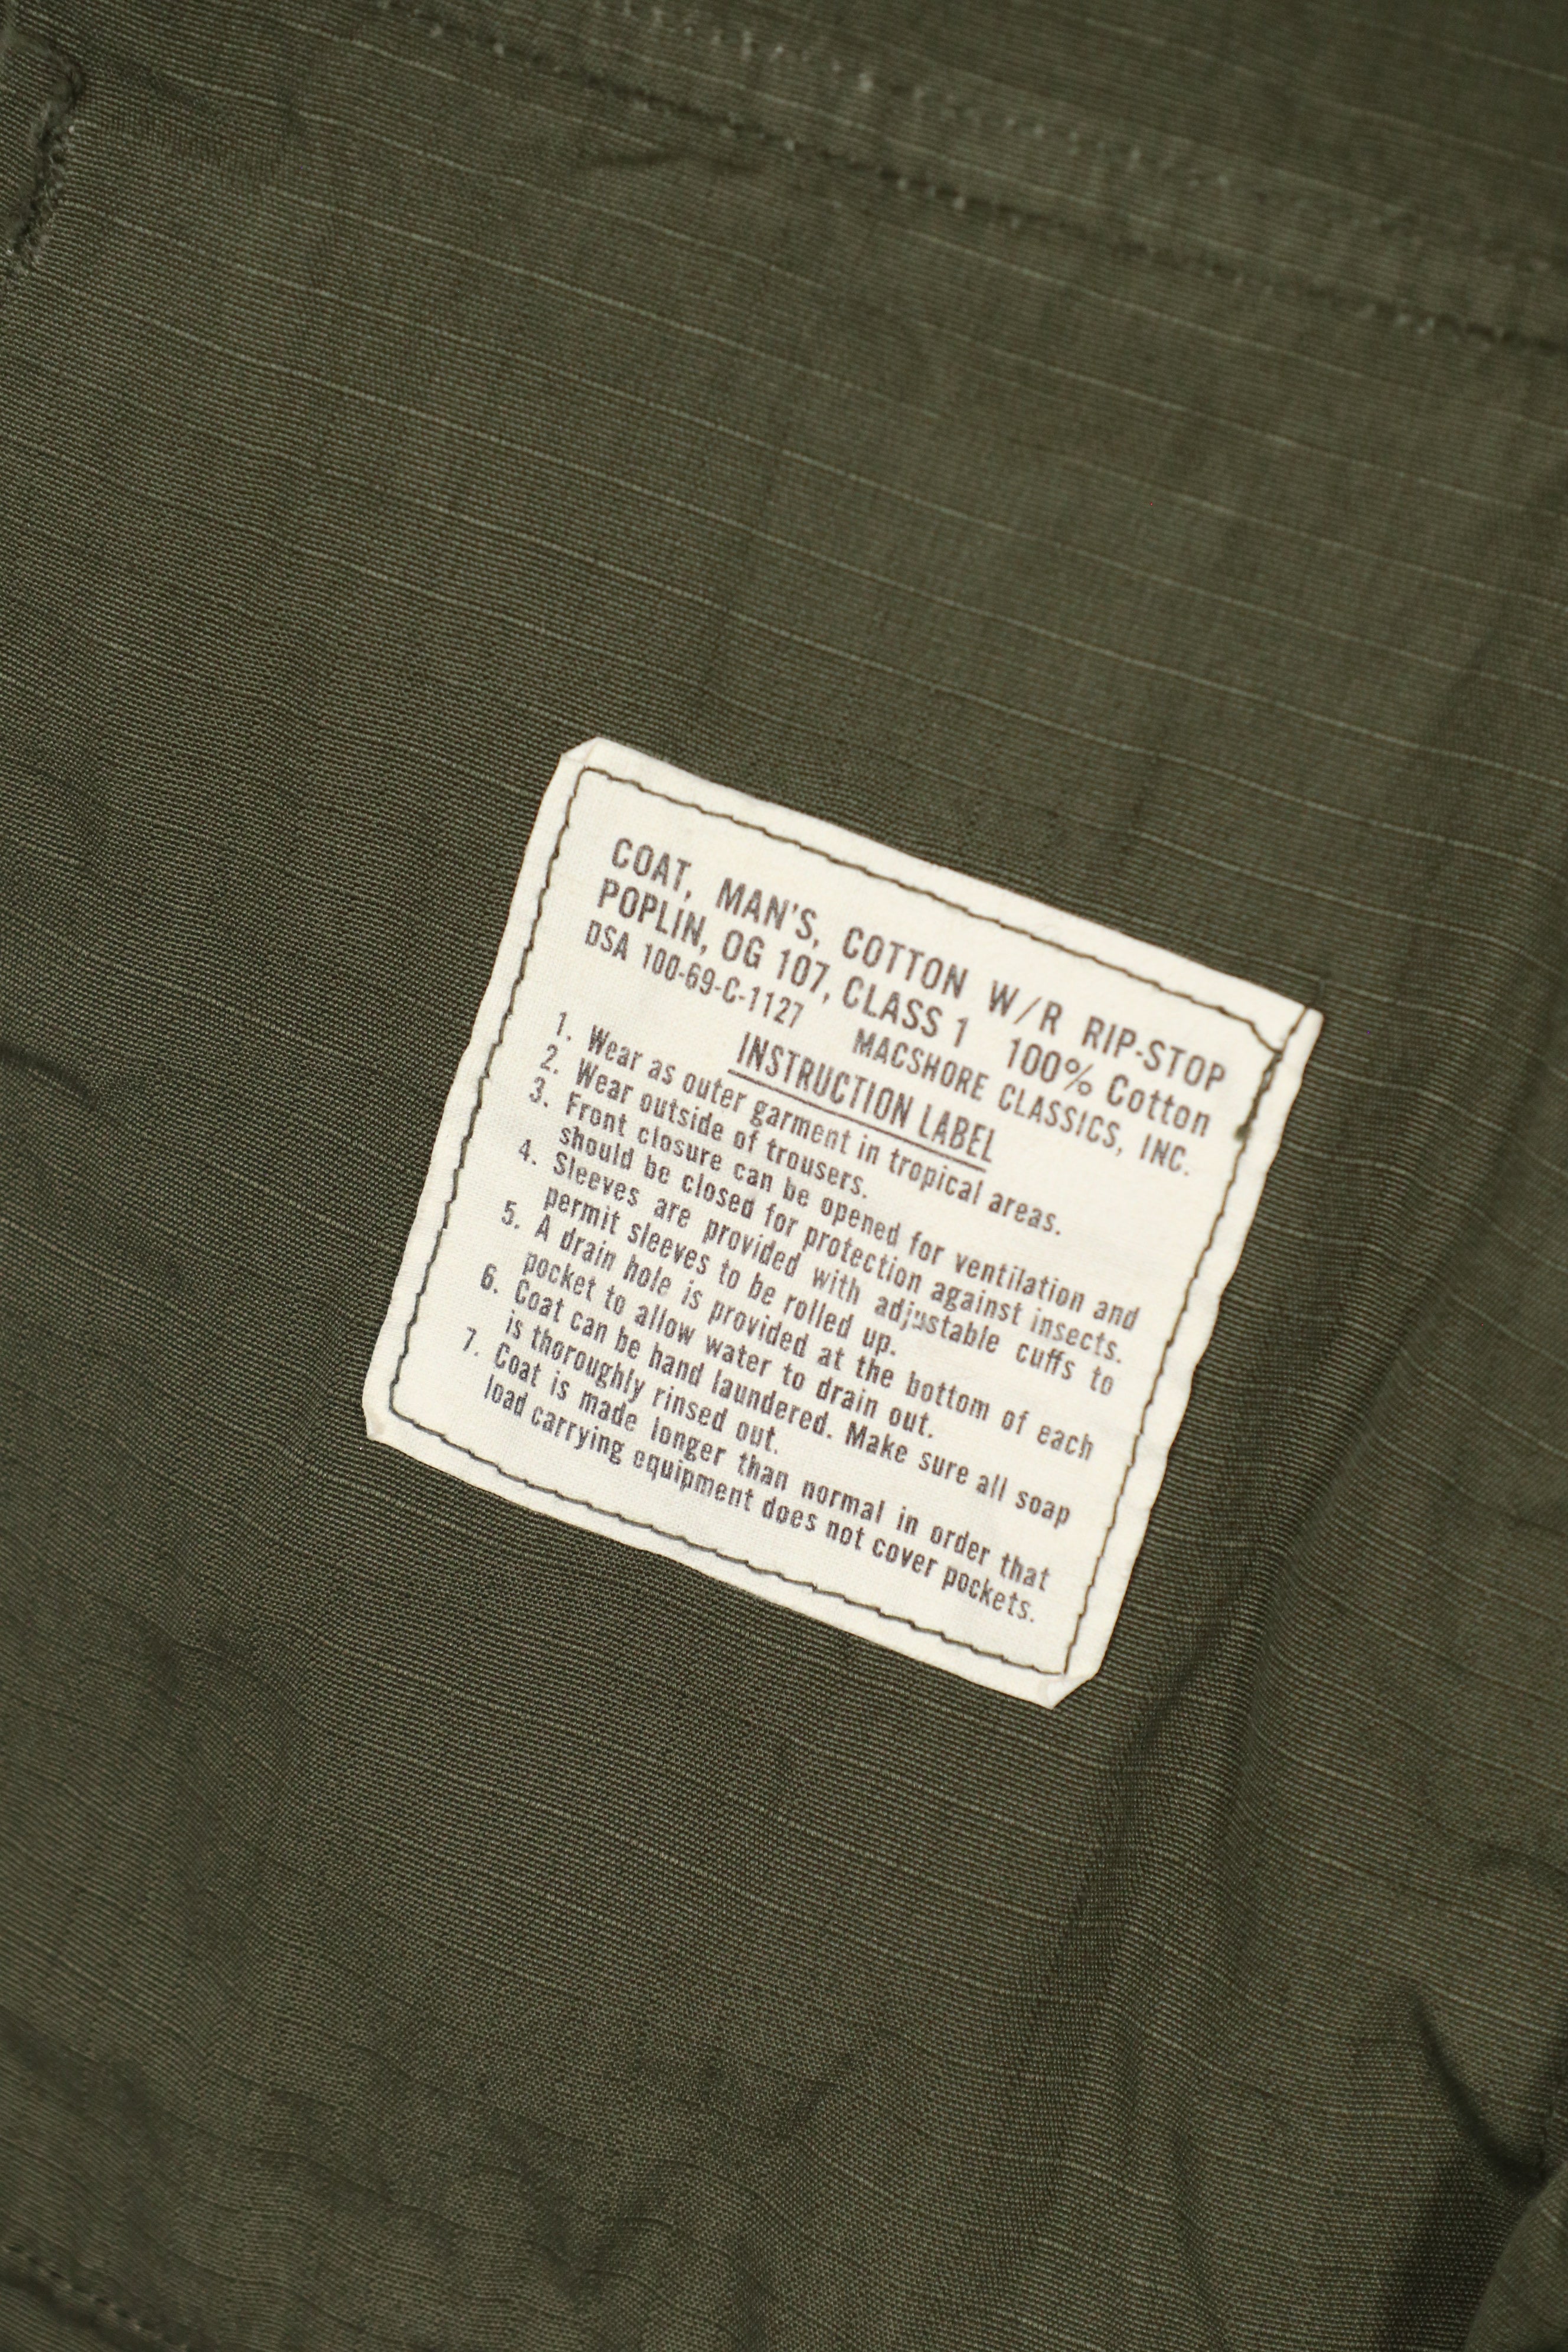 COAT, MAN'S, COTTON W/R RIP-STOP
POPLIN, OG 107, CLASS 1 100% Cotton
DSA 100-69-C-1127 MACSHORE CLASSICS, INC.
INSTRUCTION LABEL
1. Wear as outer garment in tropical areas.
2. Wear outside of trousers.
3. Front closure can be opened for ventilation and
should be closed for protection against insects.
4. Sleeves are provided with adjustable cuffs to
permit sleeves to be rolled up.
5. A drain hole is provided at the bottom of each
pocket to allow water to drain out.
6. Coat can be hand laundered. Make sure all soap
is thoroughly rinsed out.
7. Coat is made longer than normal in order that
load carrying equipment does not cover pockets.